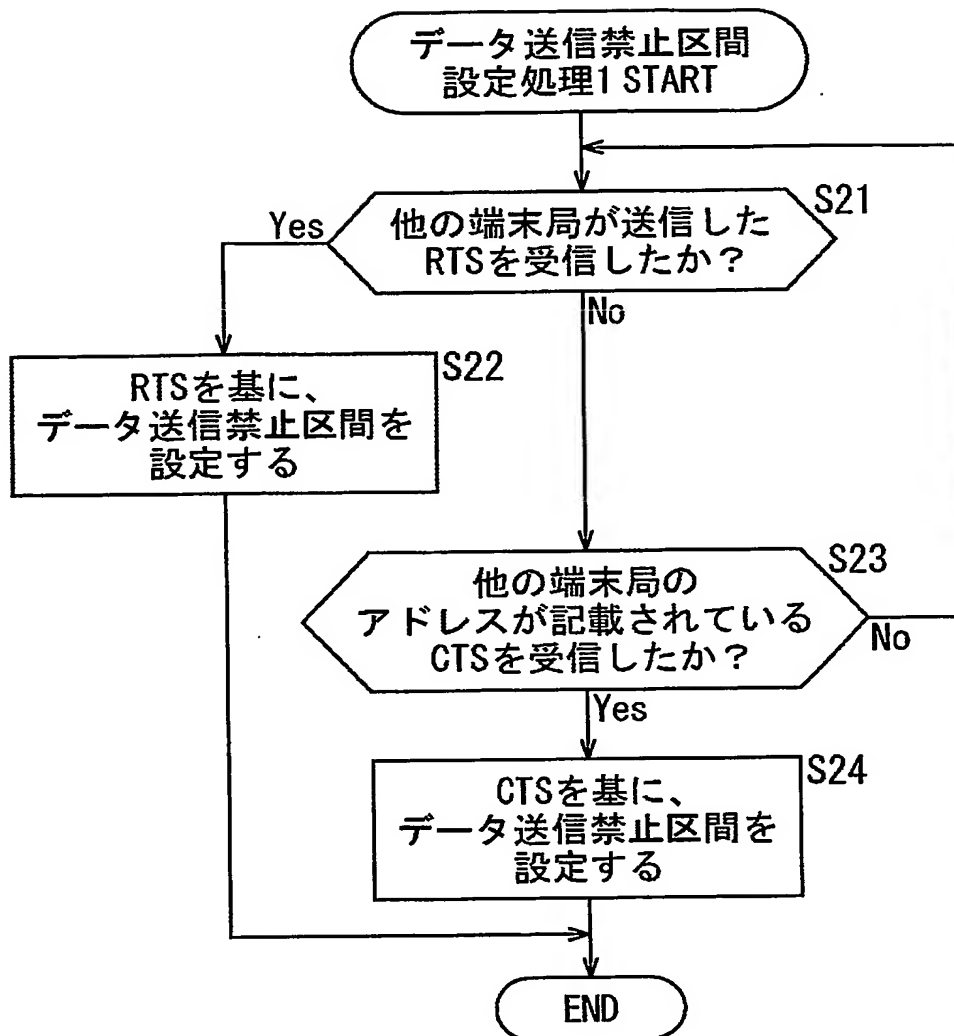 データ送信禁止区間
設定処理1 START
S21
他の端末局が送信した
RTSを受信したか？
Yes
No
S22
RTSを基に、
データ送信禁止区間を
設定する
S23
他の端末局の
アドレスが記載されている
CTSを受信したか？
No
Yes
S24
CTSを基に、
データ送信禁止区間を
設定する
END